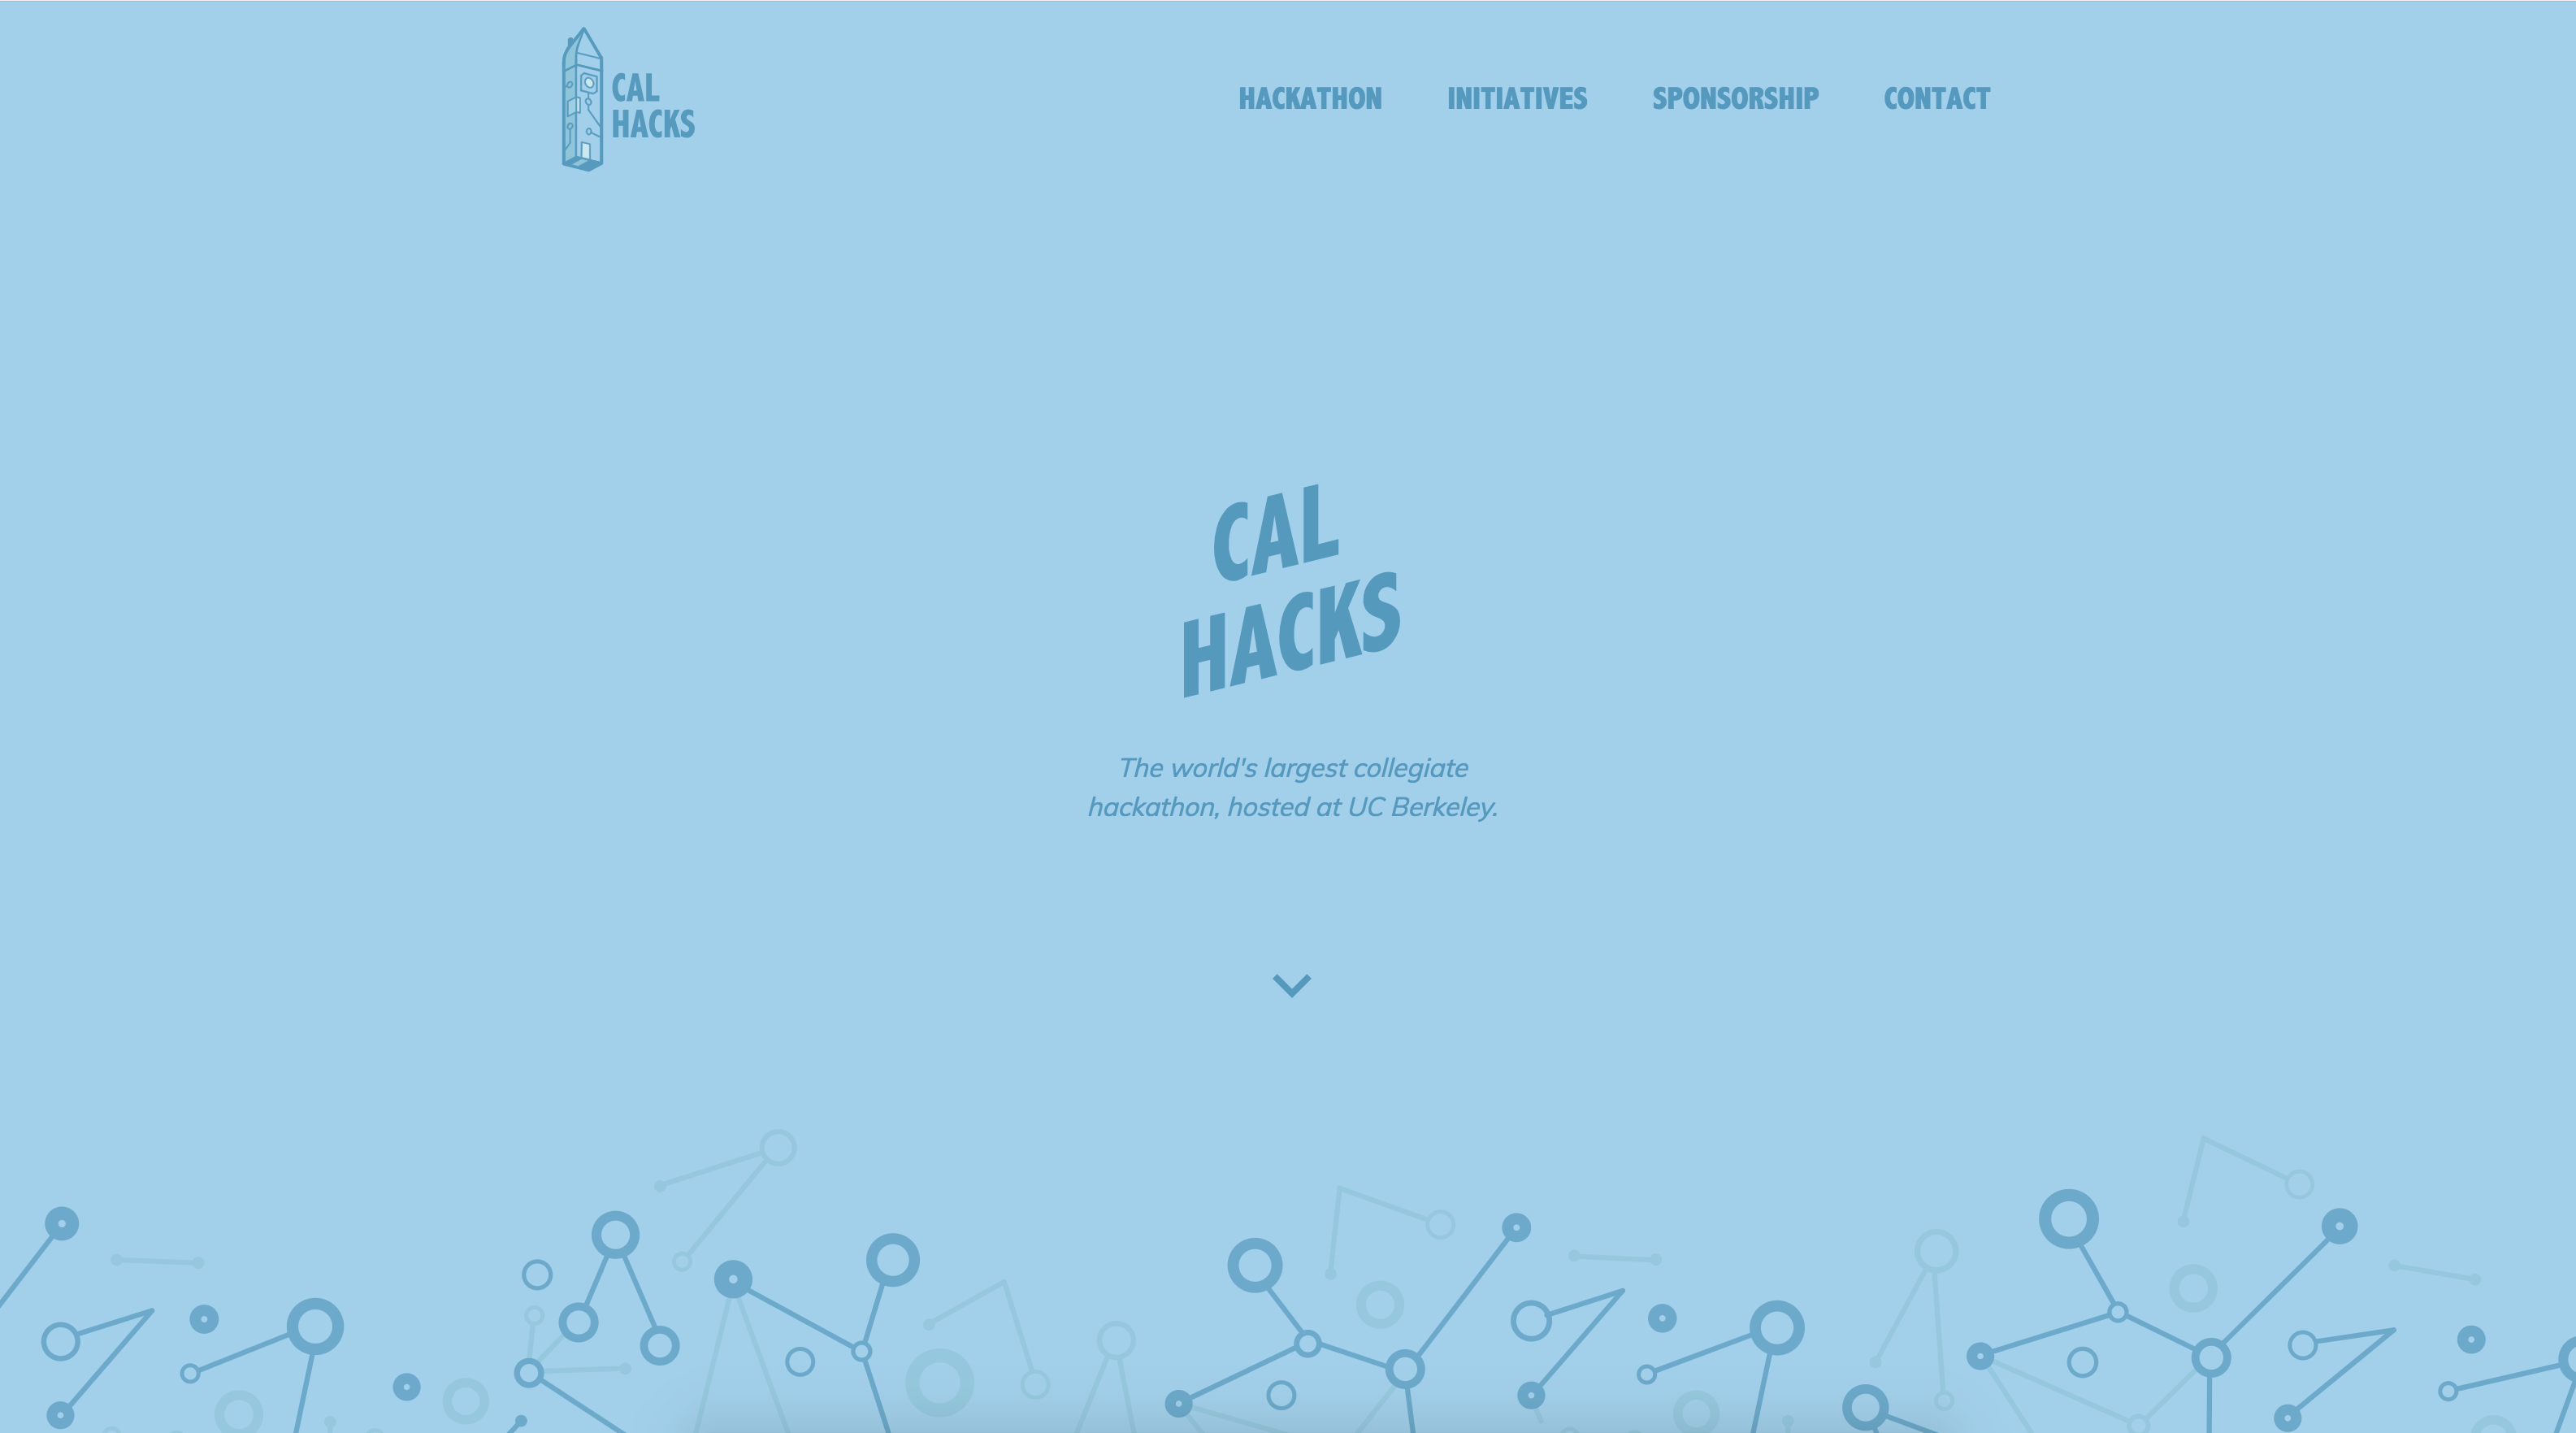 CAL
HACKS
HACKATHON INITIATIVES SPONSORSHIP CONTACT
CAL
HACKS
The world's largest collegiate
hackathon, hosted at UC Berkeley.